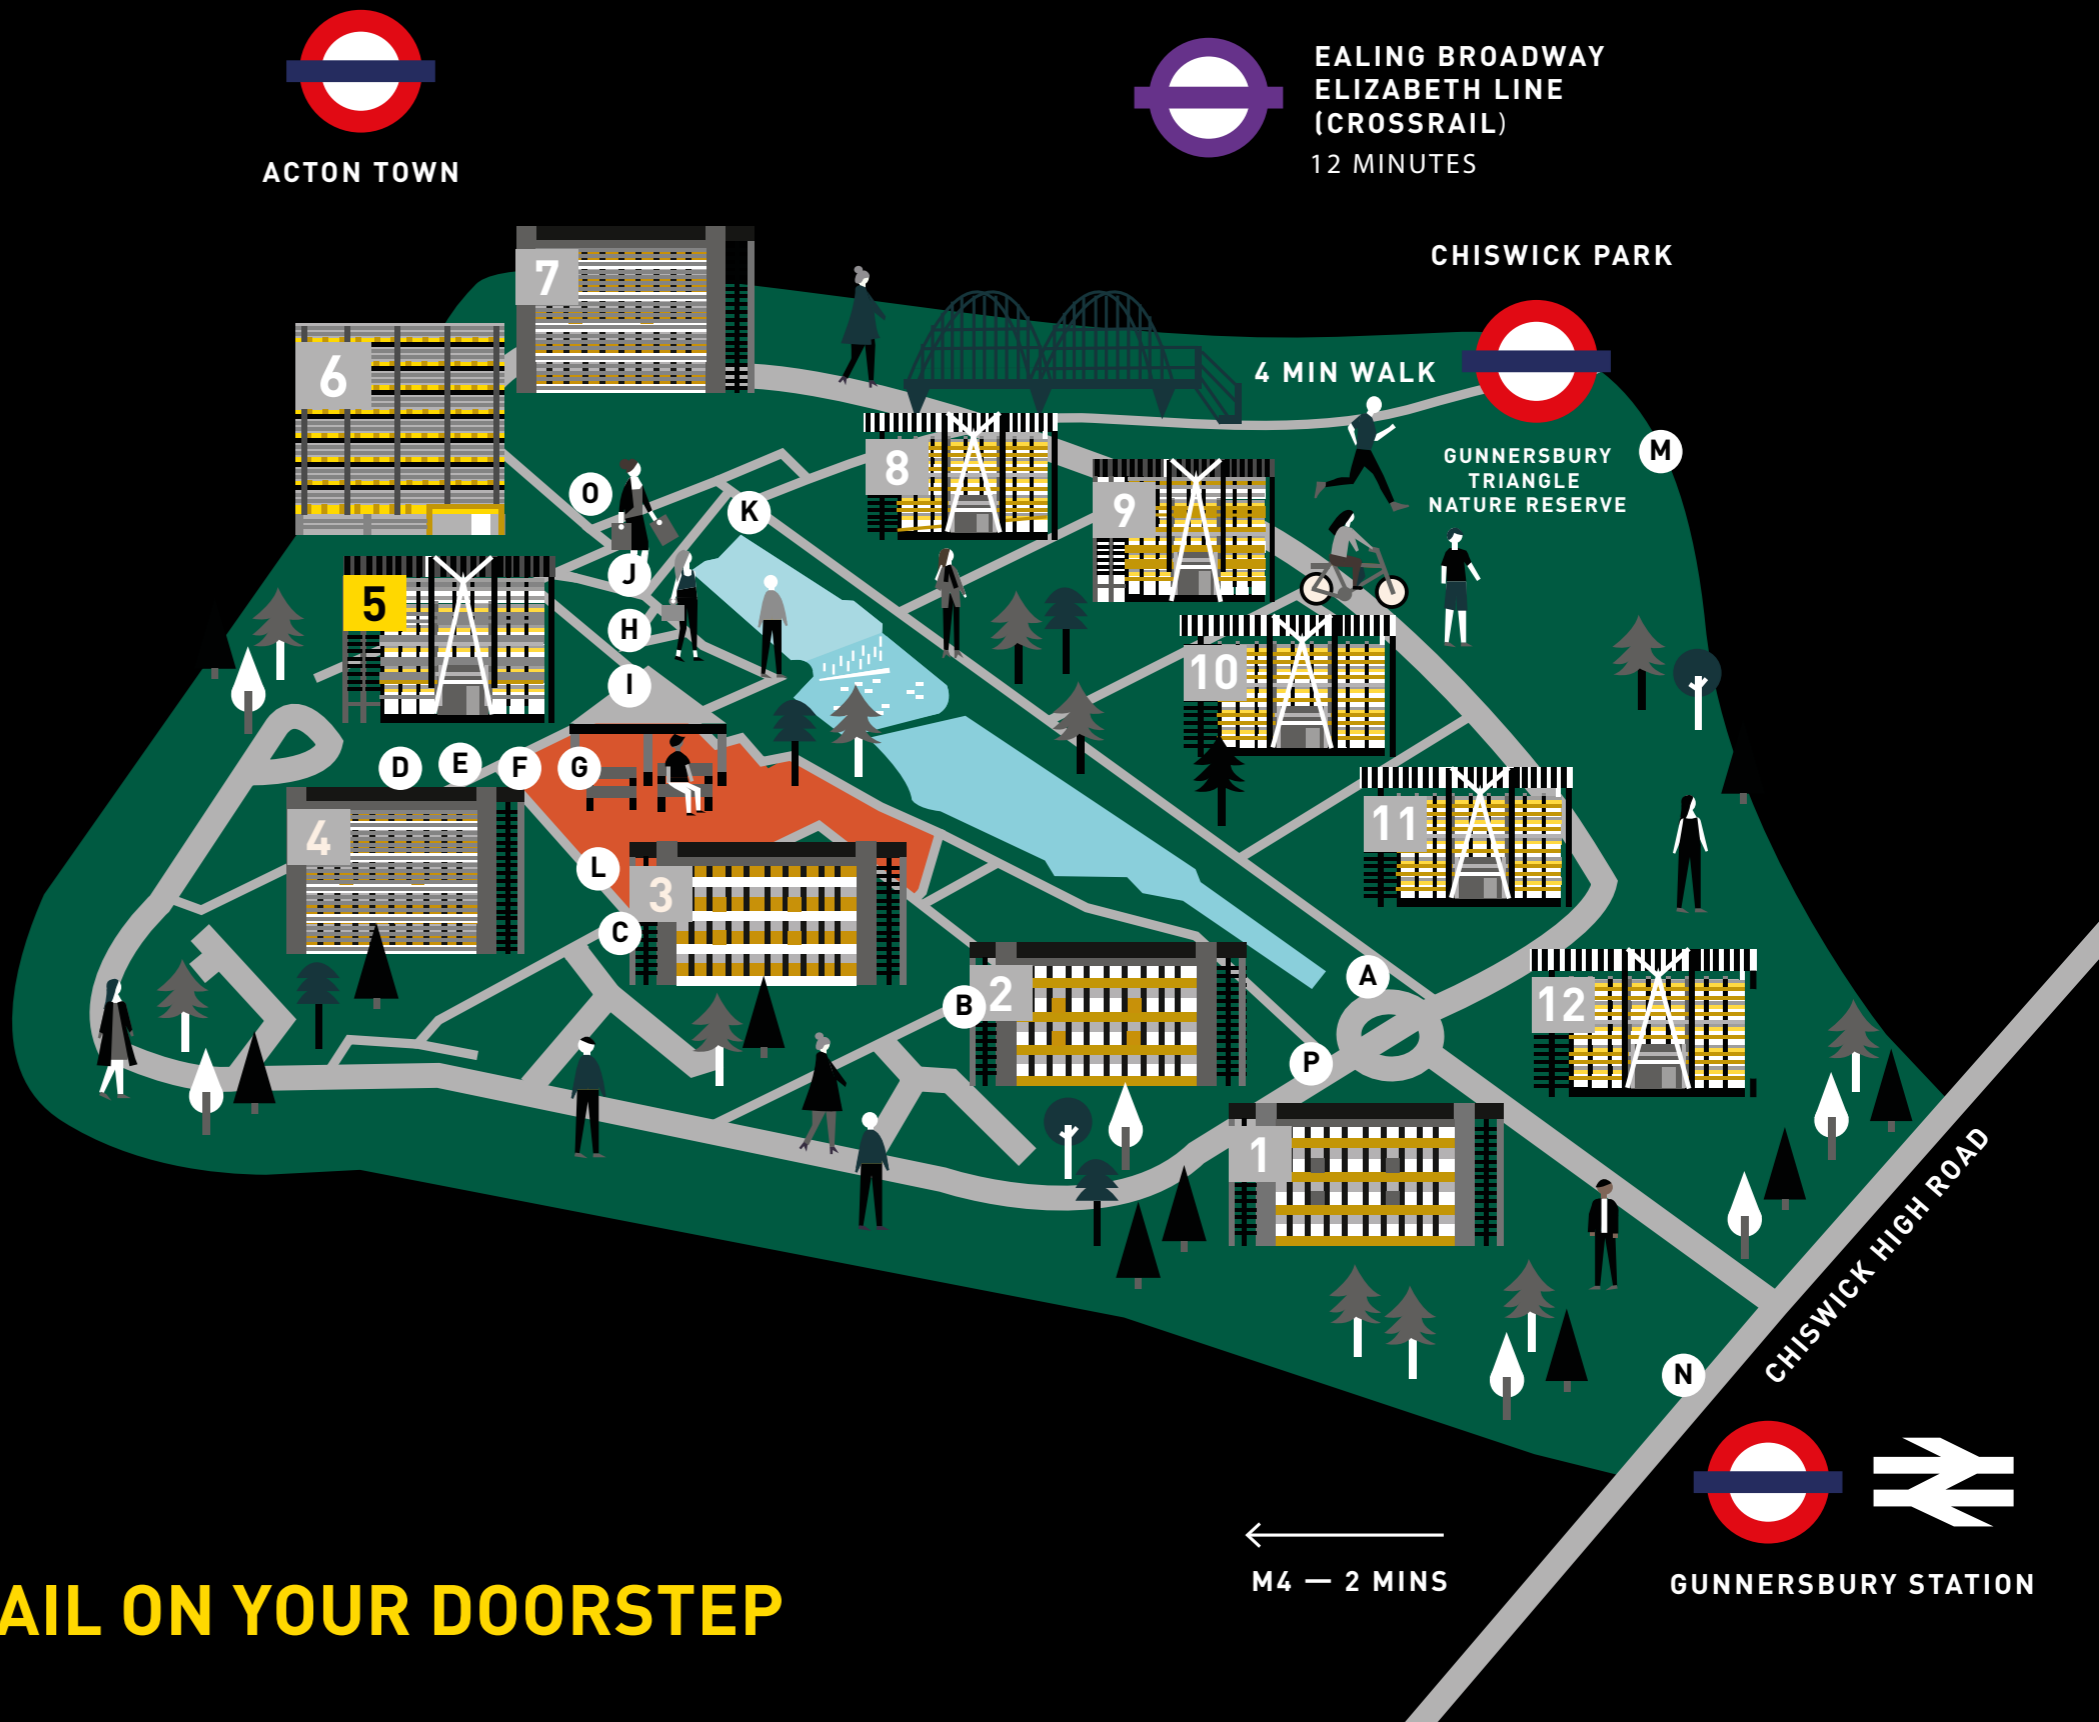 ACTON TOWN
EALING BROADWAY
ELIZABETH LINE
(CROSSRAIL)
12 MINUTES
CHISWICK PARK
4 MIN WALK
GUNNERSBURY
TRIANGLE
NATURE RESERVE
M
7
6
8
9
O
K
J
5
H
10
I
D
E
F
G
4
11
L
3
C
A
2
B
12
P
1
CHISWICK HIGH ROAD
N
M4 — 2 MINS
GUNNERSBURY STATION
AIL ON YOUR DOORSTEP